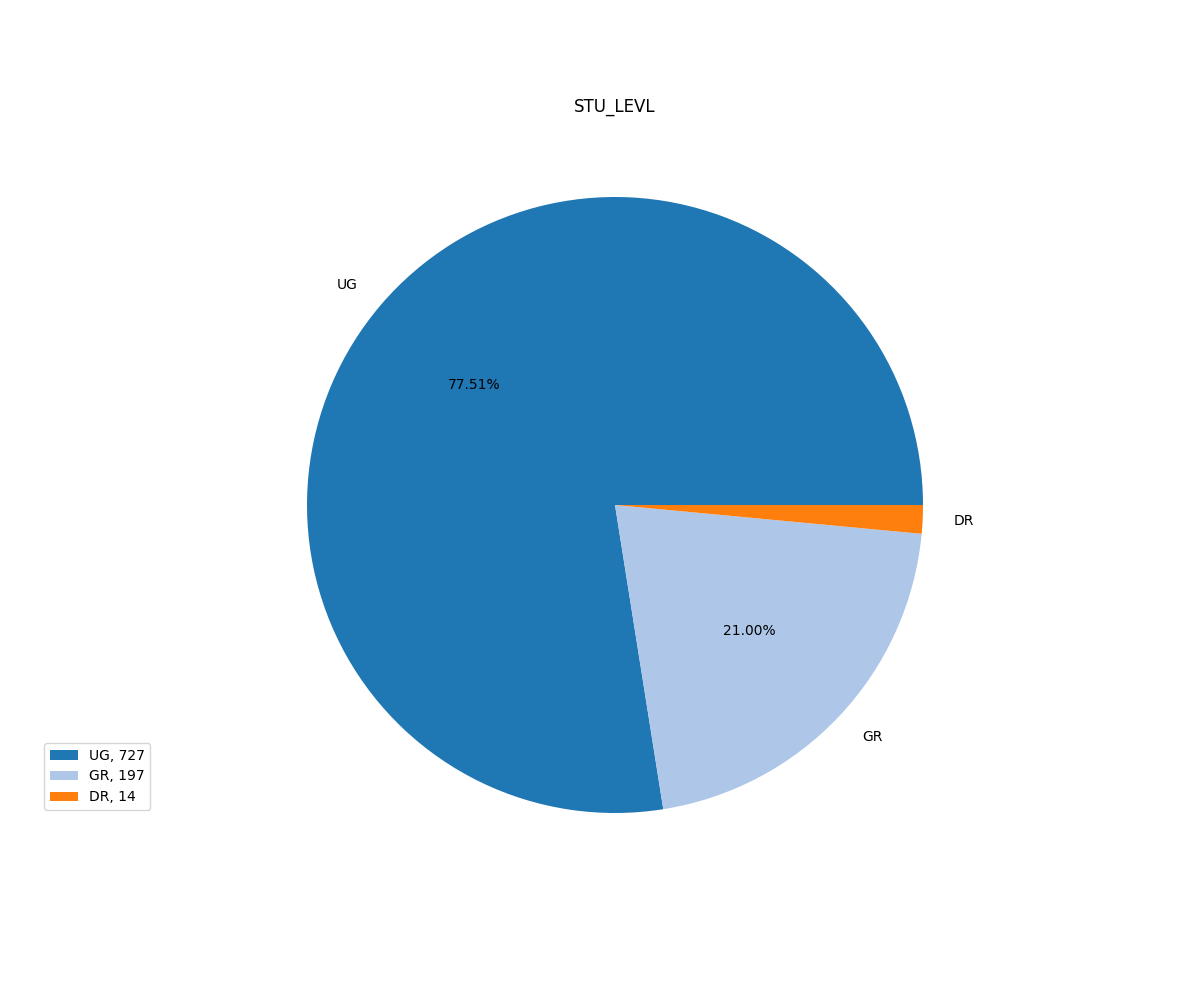 STU_LEVL
UG
77.51%
DR
21.00%
GR
UG, 727
GR, 197
DR, 14